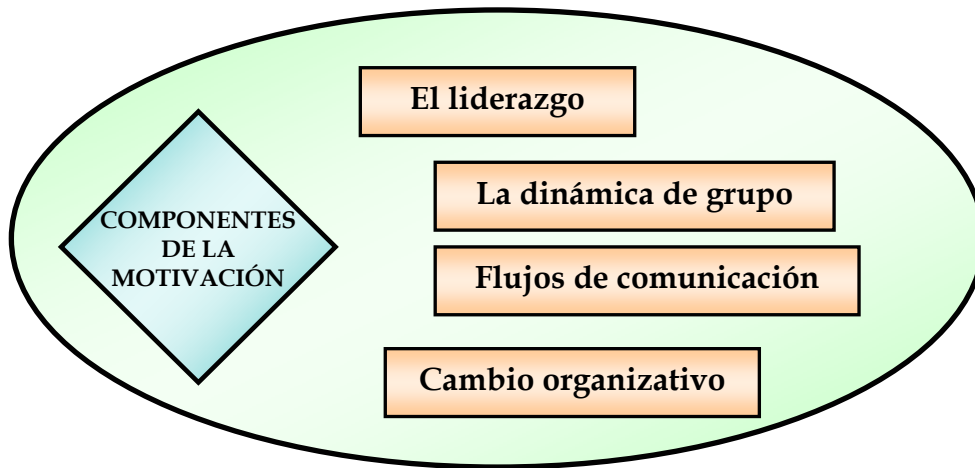 El liderazgo
La dinámica de grupo
COMPONENTES
DE LA
MOTIVACIÓN
Flujos de comunicación
Cambio organizativo